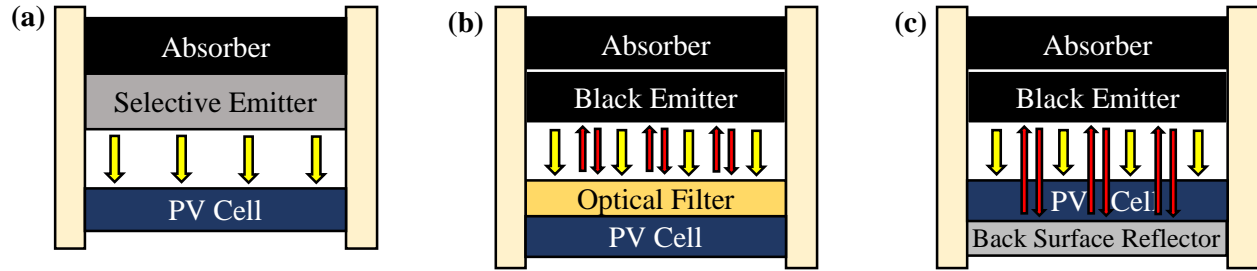 (a)
Absorber
Selective Emitter
PV Cell
(b)
Absorber
Black Emitter
Optical Filter
PV Cell
(c)
Absorber
Black Emitter
PV Cell
Back Surface Reflector